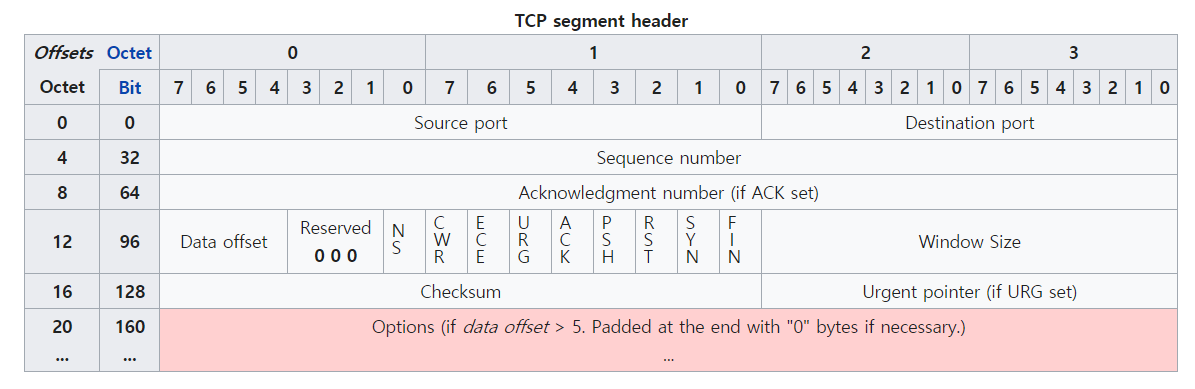 TCP segment header
Offsets Octet 0 1 2 3
Octet Bit 7 6 5 4 3 2 1 0 7 6 5 4 3 2 1 0 7 6 5 4 3 2 1 0 7 6 5 4 3 2 1 0
0 0 Source port Destination port
4 32 Sequence number
8 64 Acknowledgment number (if ACK set)
12 96 Data offset Reserved 0 0 0 NS CWR ECE URG ACK PSH RST SYN FIN Window Size
16 128 Checksum Urgent pointer (if URG set)
20 160 Options (if data offset > 5. Padded at the end with "0" bytes if necessary.)
... ... ...